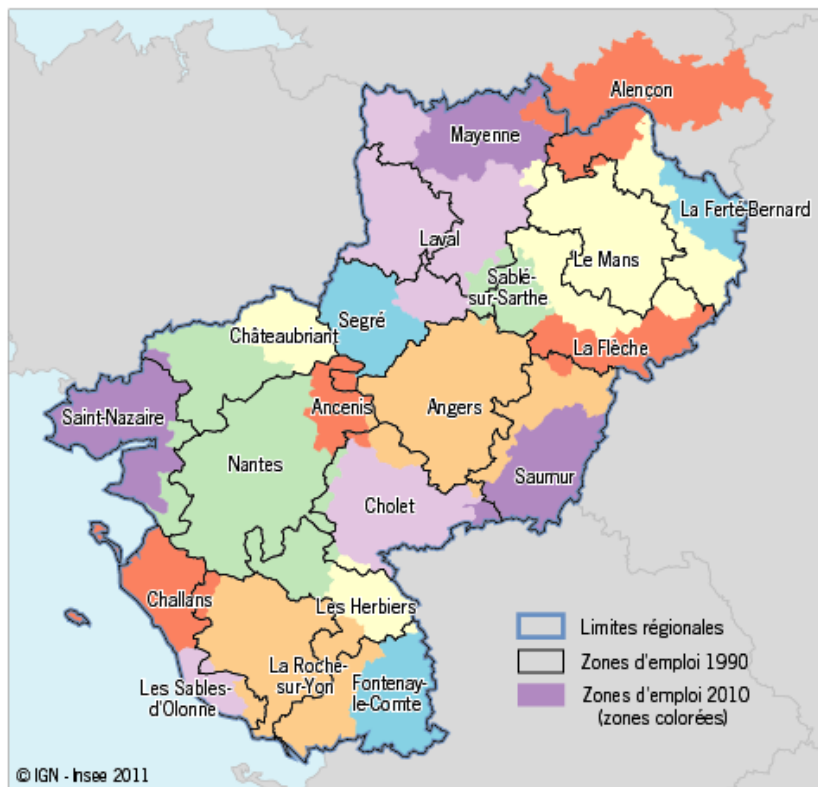 Alençon
Mayenne
La Ferté-Bernard
Laval
Le Mans
Sablé-
sur-Sarthe
Segré
Châteaubriant
La Flèche
Ancenis
Angers
Saint-Nazaire
Nantes
Saumur
Cholet
Challans
Les Herbiers
La Roche-
sur-Yon
Les Sables-
d'Olonne
Fontenay-
le-Comte
Limites régionales
Zones d'emploi 1990
Zones d'emploi 2010
(zones colorées)
© IGN - Insee 2011